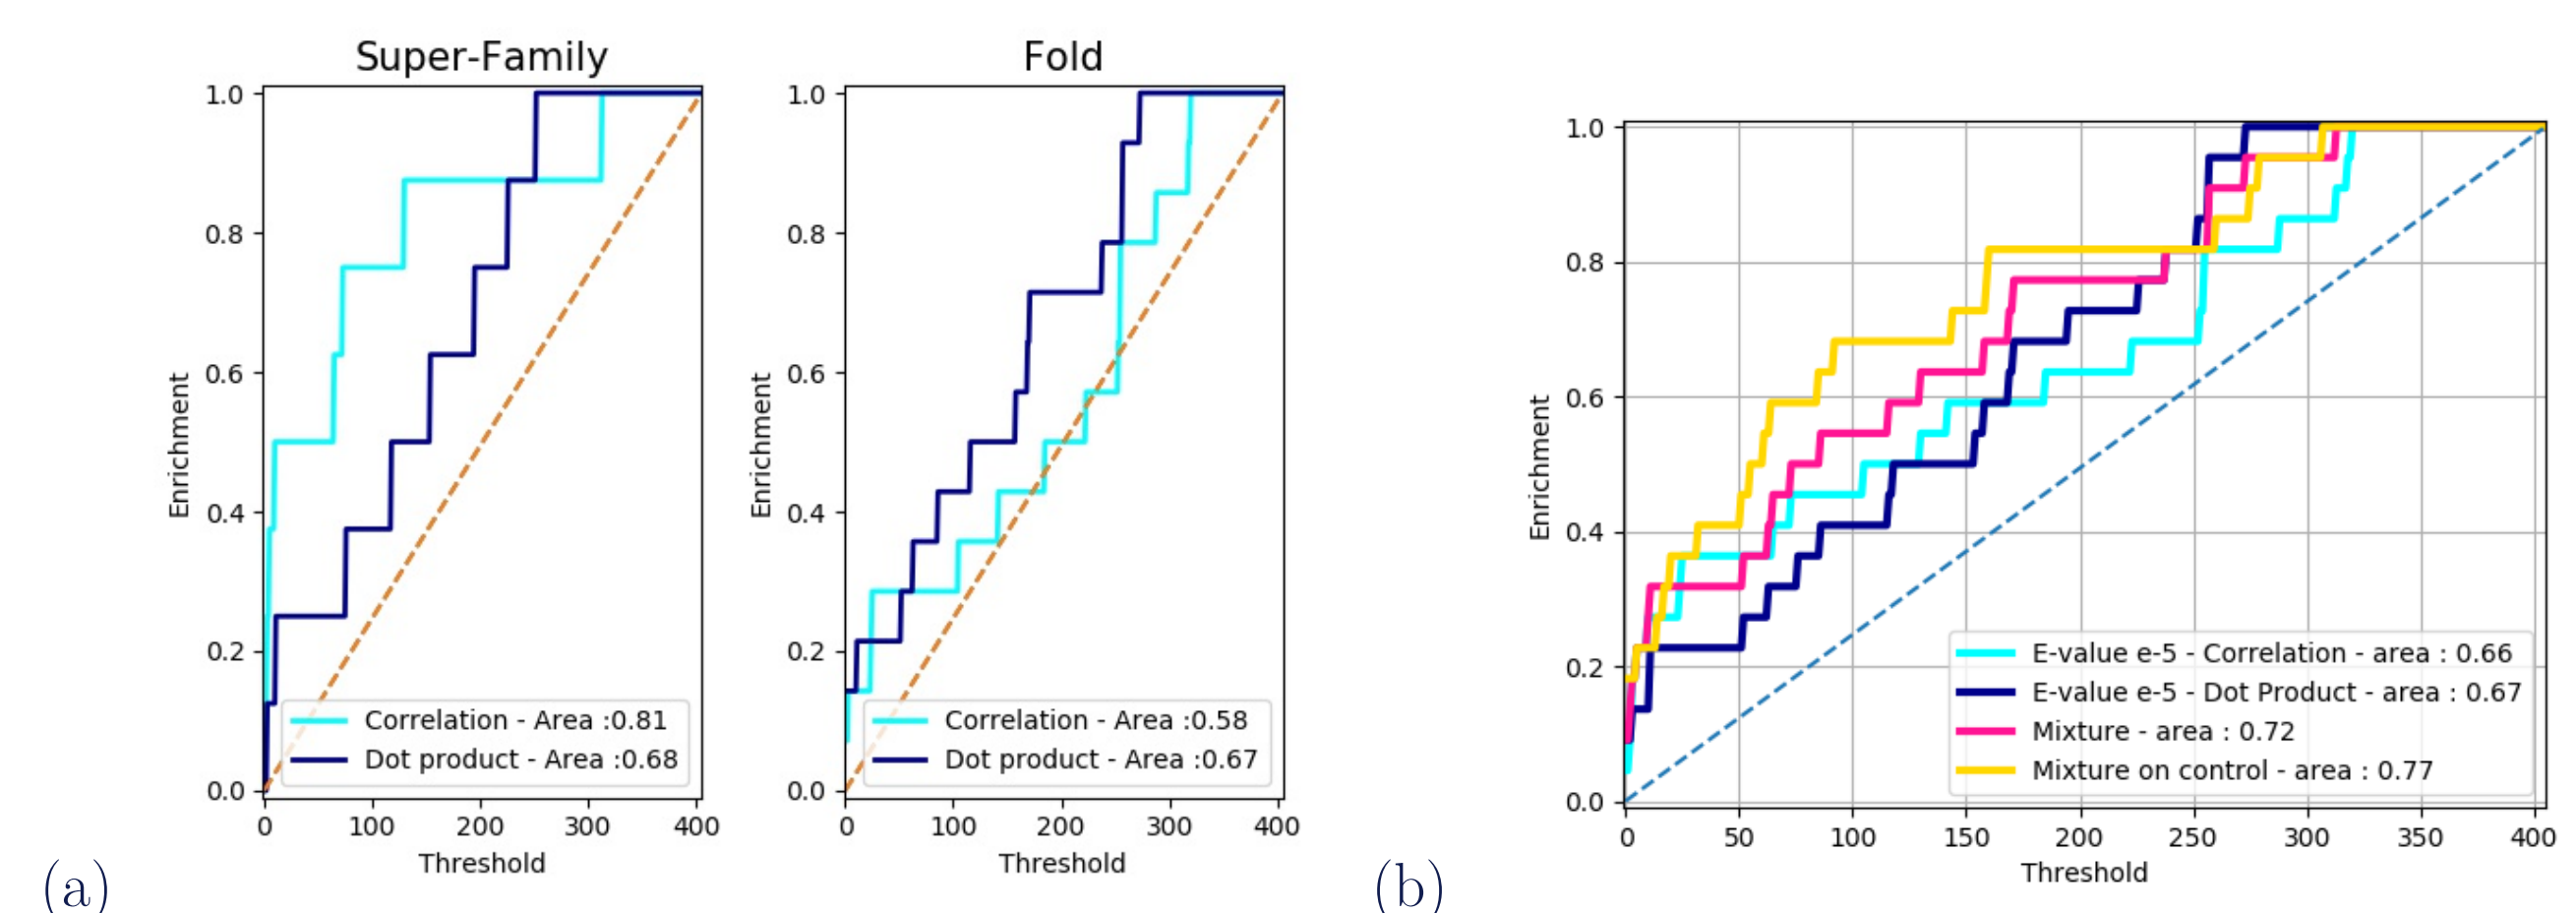 Super-Family
Enrichment
1.0
0.8
0.6
0.4
0.2
0.0
Correlation - Area :0.81
Dot product - Area :0.68
0 100 200 300 400
Threshold
Fold
Enrichment
1.0
0.8
0.6
0.4
0.2
0.0
Correlation - Area :0.58
Dot product - Area :0.67
0 100 200 300 400
Threshold
(a)
Enrichment
1.0
0.8
0.6
0.4
0.2
0.0
E-value e-5 - Correlation - area : 0.66
E-value e-5 - Dot Product - area : 0.67
Mixture - area : 0.72
Mixture on control - area : 0.77
0 50 100 150 200 250 300 350 400
Threshold
(b)